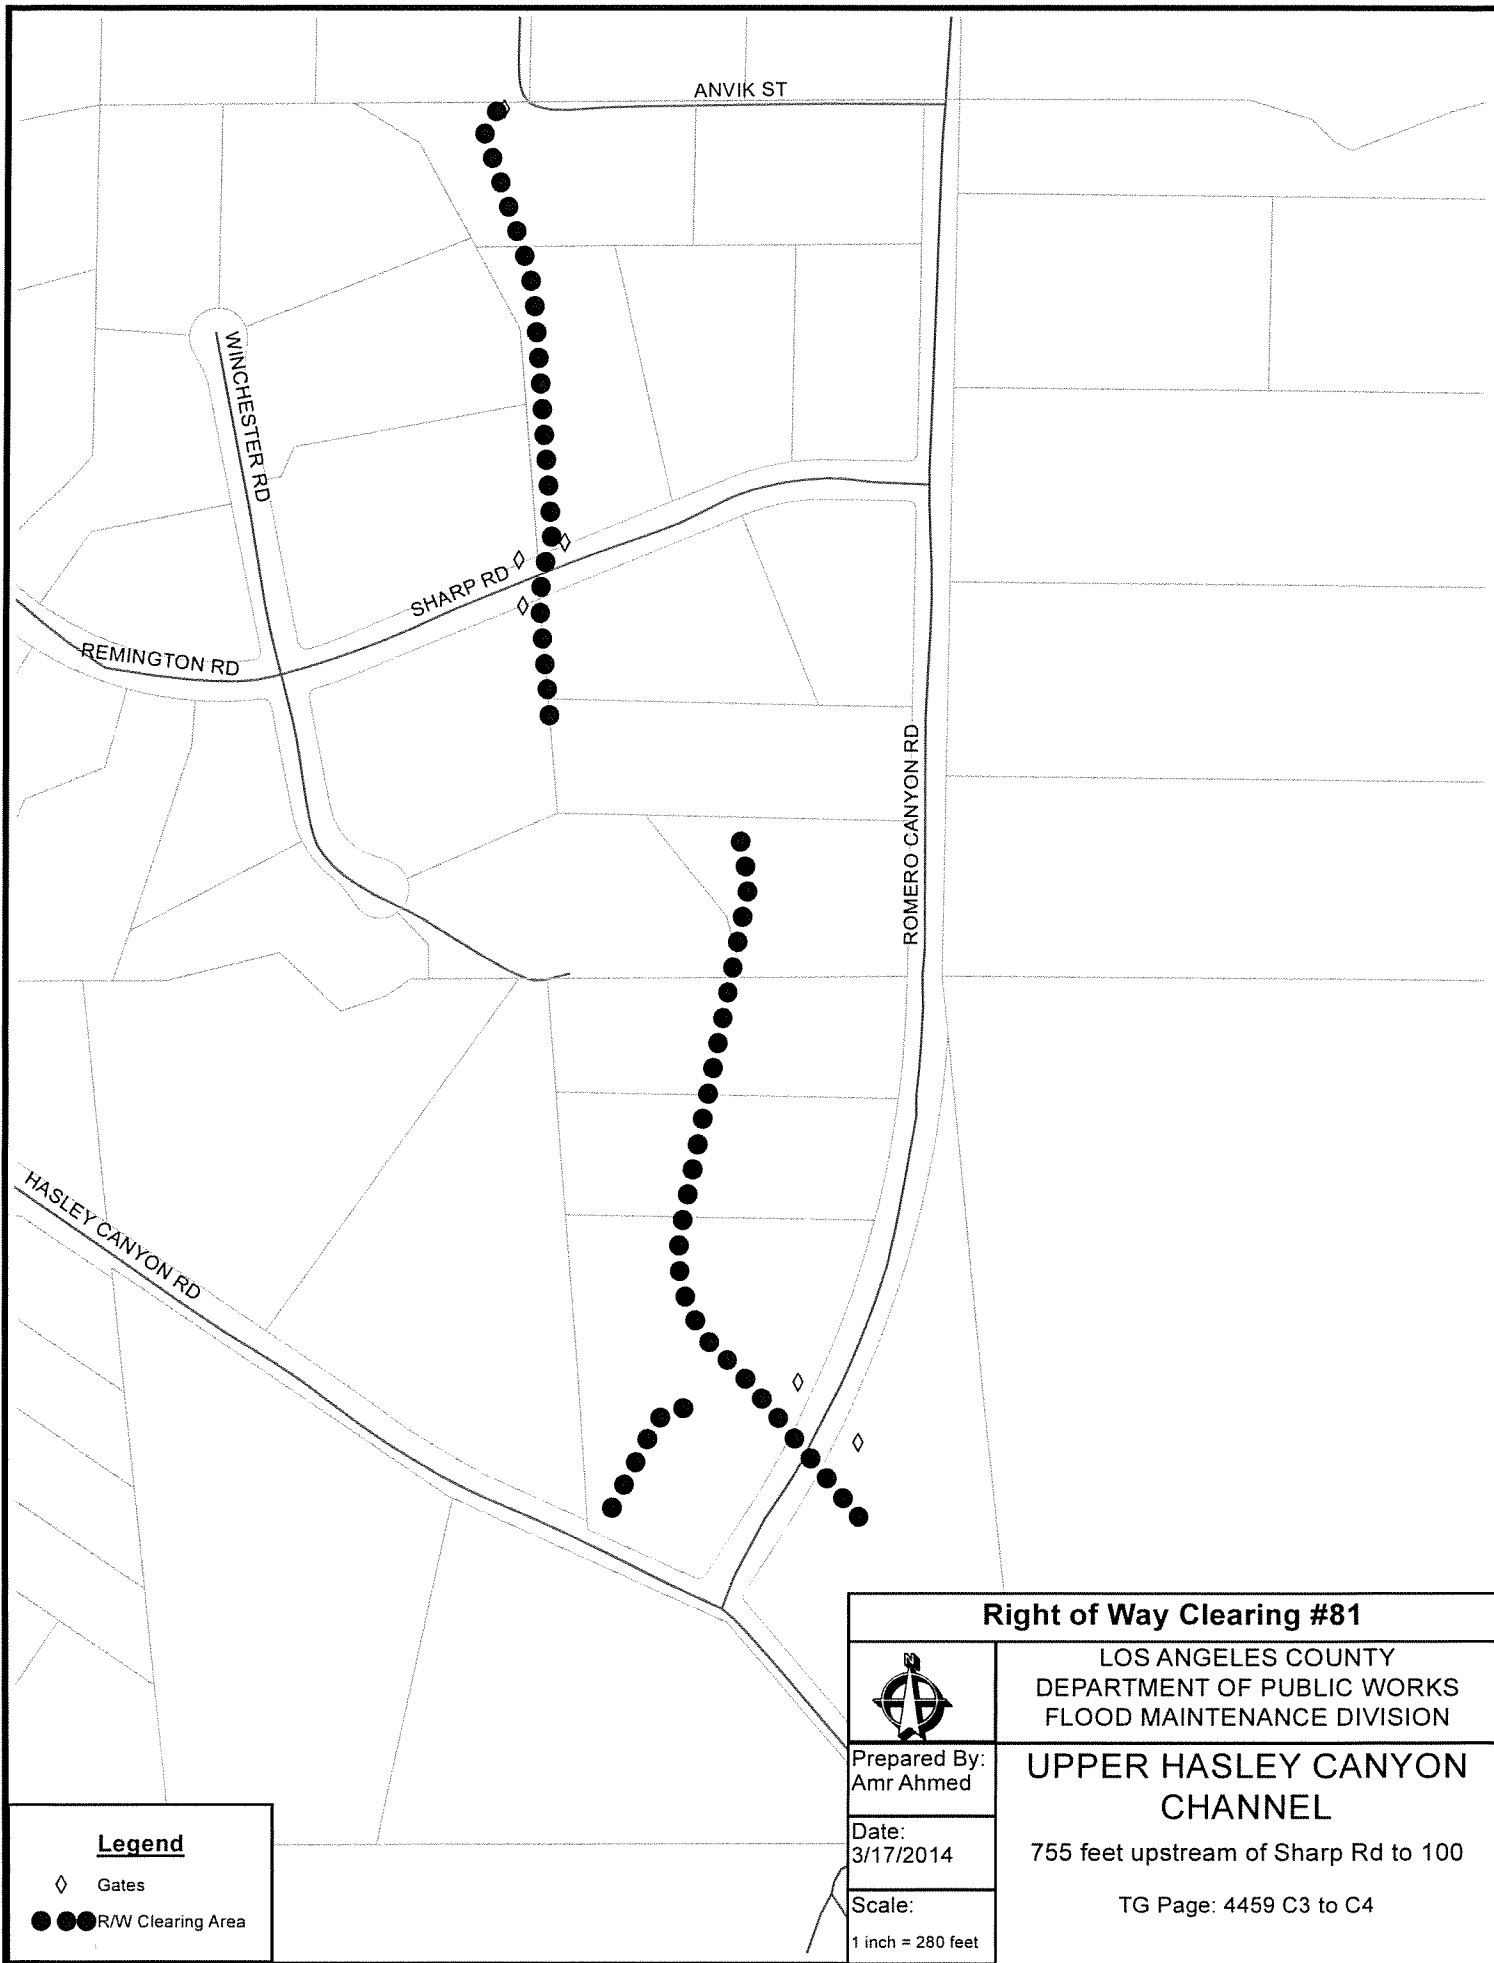 ANVIK ST
WINCHESTER RD
SHARP RD
REMINGTON RD
ROMERO CANYON RD
HASLEY CANYON RD
Right of Way Clearing #81
N
LOS ANGELES COUNTY
DEPARTMENT OF PUBLIC WORKS
FLOOD MAINTENANCE DIVISION
Prepared By:
Amr Ahmed
UPPER HASLEY CANYON
CHANNEL
Date:
3/17/2014
755 feet upstream of Sharp Rd to 100
TG Page: 4459 C3 to C4
Scale:
1 inch = 280 feet
Legend
Gates
R/W Clearing Area